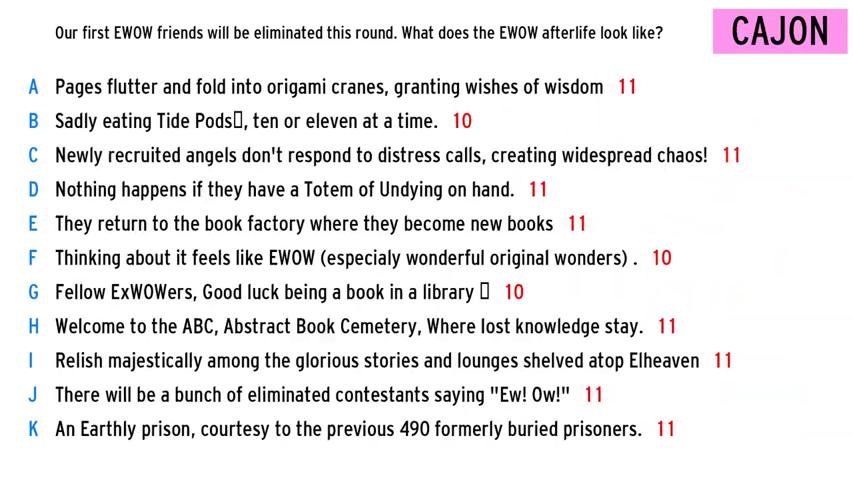 Our first EWOW friends will be eliminated this round. What does the EWOW afterlife look like?
CAJON
A Pages flutter and fold into origami cranes, granting wishes of wisdom 11
B Sadly eating Tide Pods▯, ten or eleven at a time. 10
C Newly recruited angels don't respond to distress calls, creating widespread chaos! 11
D Nothing happens if they have a Totem of Undying on hand. 11
E They return to the book factory where they become new books 11
F Thinking about it feels like EWOW (especialy wonderful original wonders) . 10
G Fellow ExWOWers, Good luck being a book in a library ▯ 10
H Welcome to the ABC, Abstract Book Cemetery, Where lost knowledge stay. 11
I Relish majestically among the glorious stories and lounges shelved atop Elheaven 11
J There will be a bunch of eliminated contestants saying "Ew! Ow!" 11
K An Earthly prison, courtesy to the previous 490 formerly buried prisoners. 11